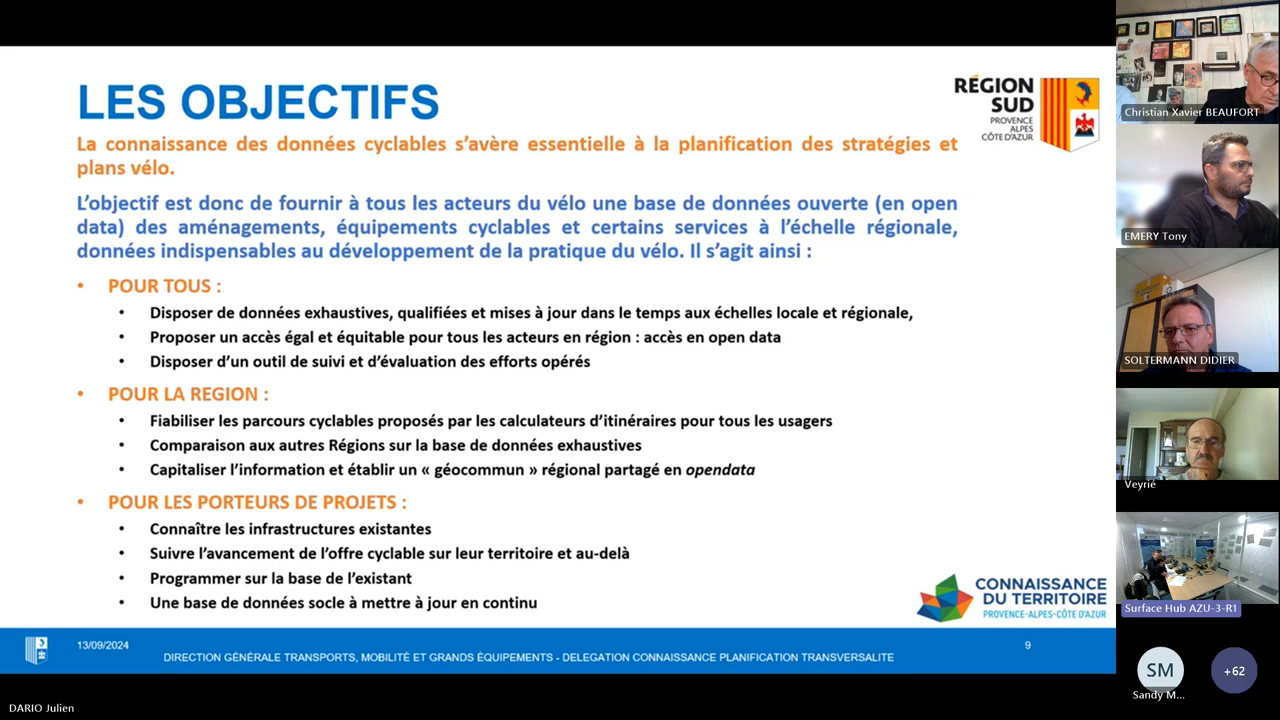 LES OBJECTIFS
RÉGION
SUD
PROVENCE
ALPES
CÔTE D'AZUR
La connaissance des données cyclables s'avère essentielle à la planification des stratégies et
plans vélo.
L'objectif est donc de fournir à tous les acteurs du vélo une base de données ouverte (en open
data) des aménagements, équipements cyclables et certains services à l'échelle régionale,
données indispensables au développement de la pratique du vélo. Il s'agit ainsi :
• POUR TOUS :
• Disposer de données exhaustives, qualifiées et mises à jour dans le temps aux échelles locale et régionale,
• Proposer un accès égal et équitable pour tous les acteurs en région : accès en open data
• Disposer d'un outil de suivi et d'évaluation des efforts opérés
• POUR LA REGION :
• Fiabiliser les parcours cyclables proposés par les calculateurs d'itinéraires pour tous les usagers
• Comparaison aux autres Régions sur la base de données exhaustives
• Capitaliser l'information et établir un « géocommun » régional partagé en opendata
• POUR LES PORTEURS DE PROJETS :
• Connaître les infrastructures existantes
• Suivre l'avancement de l'offre cyclable sur leur territoire et au-delà
• Programmer sur la base de l'existant
• Une base de données socle à mettre à jour en continu
CONNAISSANCE
DU TERRITOIRE
PROVENCE-ALPES-CÔTE D'AZUR
13/09/2024
9
DIRECTION GÉNÉRALE TRANSPORTS, MOBILITÉ ET GRANDS ÉQUIPEMENTS - DELEGATION CONNAISSANCE PLANIFICATION TRANSVERSALITE
DARIO Julien
Christian Xavier BEAUFORT
EMERY Tony
SOLTERMANN DIDIER
Veyrié
Surface Hub AZU-3-R1
SM
Sandy M...
+62